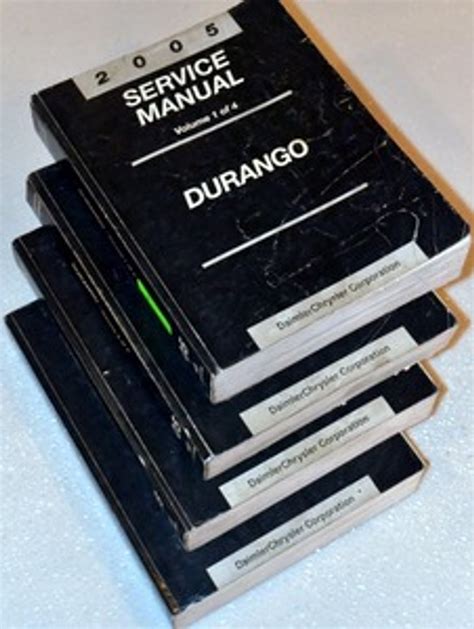 2005
SERVICE
MANUAL
Volume 1 of 4
DURANGO
DaimlerChrysler Corporation
DaimlerChrysler Corporation
DaimlerChrysler Corporation
DaimlerChrysler Corporation